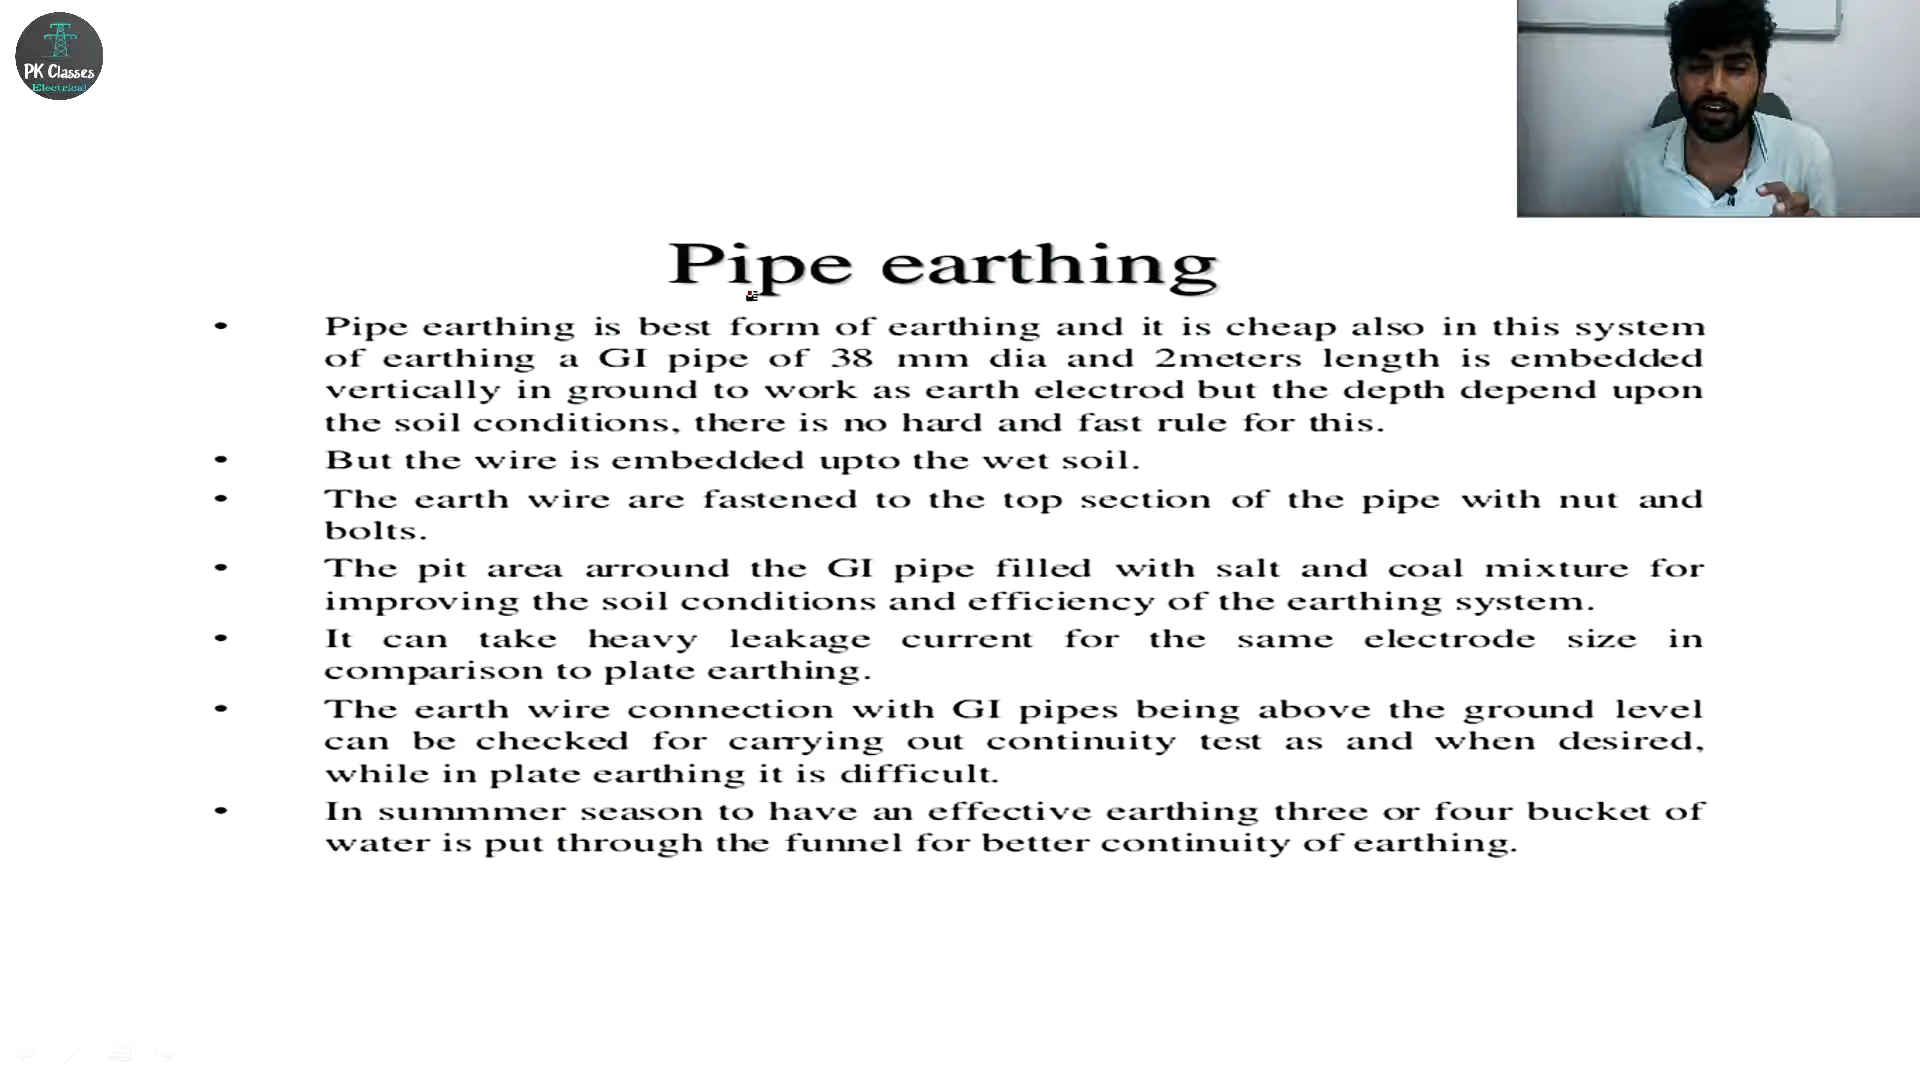 PK Classes
Electrical
Pipe earthing
• Pipe earthing is best form of earthing and it is cheap also in this system
of earthing a GI pipe of 38 mm dia and 2meters length is embedded
vertically in ground to work as earth electrod but the depth depend upon
the soil conditions, there is no hard and fast rule for this.
• But the wire is embedded upto the wet soil.
• The earth wire are fastened to the top section of the pipe with nut and
bolts.
• The pit area arround the GI pipe filled with salt and coal mixture for
improving the soil conditions and efficiency of the earthing system.
• It can take heavy leakage current for the same electrode size in
comparison to plate earthing.
• The earth wire connection with GI pipes being above the ground level
can be checked for carrying out continuity test as and when desired,
while in plate earthing it is difficult.
• In summmer season to have an effective earthing three or four bucket of
water is put through the funnel for better continuity of earthing.